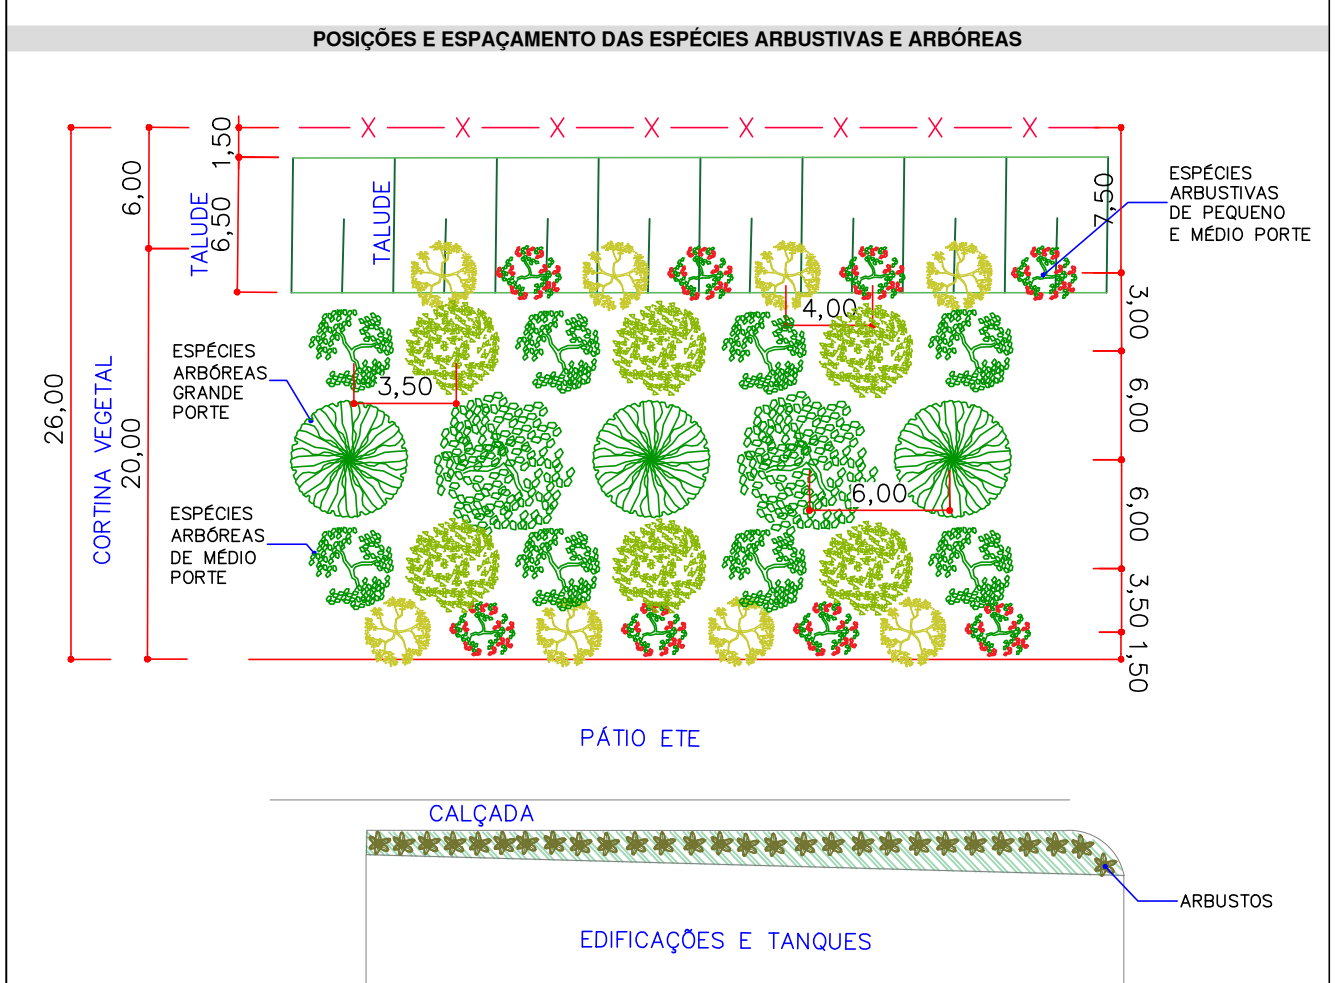 POSIÇÕES E ESPAÇAMENTO DAS ESPÉCIES ARBUSTIVAS E ARBÓREAS
X X X X X X X X
1,50
6,00
TALUDE
6,50
TALUDE
7,50
ESPÉCIES
ARBUSTIVAS
DE PEQUENO
E MÉDIO PORTE
4,00
3,00
ESPÉCIES
ARBÓREAS
GRANDE
PORTE
3,50
6,00
26,00
CORTINA VEGETAL
20,00
6,00
6,00
ESPÉCIES
ARBÓREAS
DE MÉDIO
PORTE
3,50
1,50
PÁTIO ETE
CALÇADA
ARBUSTOS
EDIFICAÇÕES E TANQUES